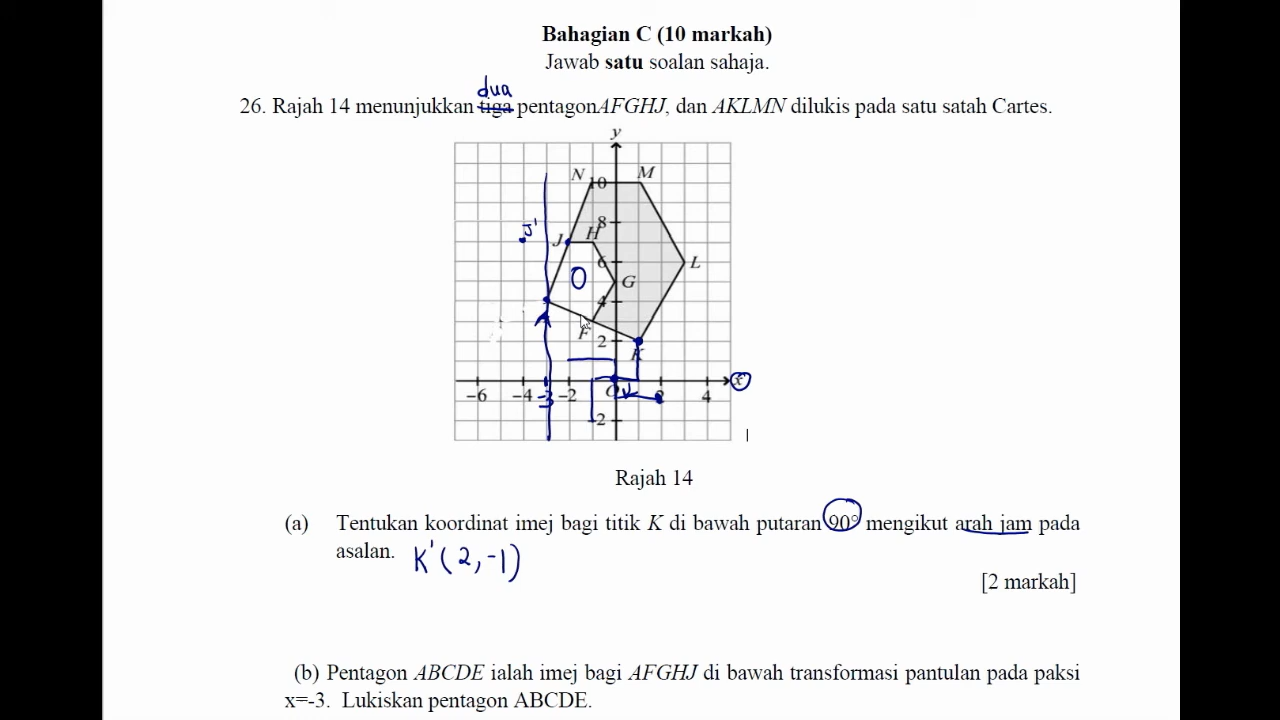 Bahagian C (10 markah)
Jawab satu soalan sahaja.
dua
26. Rajah 14 menunjukkan tiga pentagonAFGHJ, dan AKLMN dilukis pada satu satah Cartes.
y
N 10 M
J' 8
J H
6 L
O G
4
A F
2 K
-6 -4 -3 -2 O 2 4 x
-2
Rajah 14
(a) Tentukan koordinat imej bagi titik K di bawah putaran 90° mengikut arah jam pada
asalan. K'(2,-1)
[2 markah]
(b) Pentagon ABCDE ialah imej bagi AFGHJ di bawah transformasi pantulan pada paksi
x=-3. Lukiskan pentagon ABCDE.